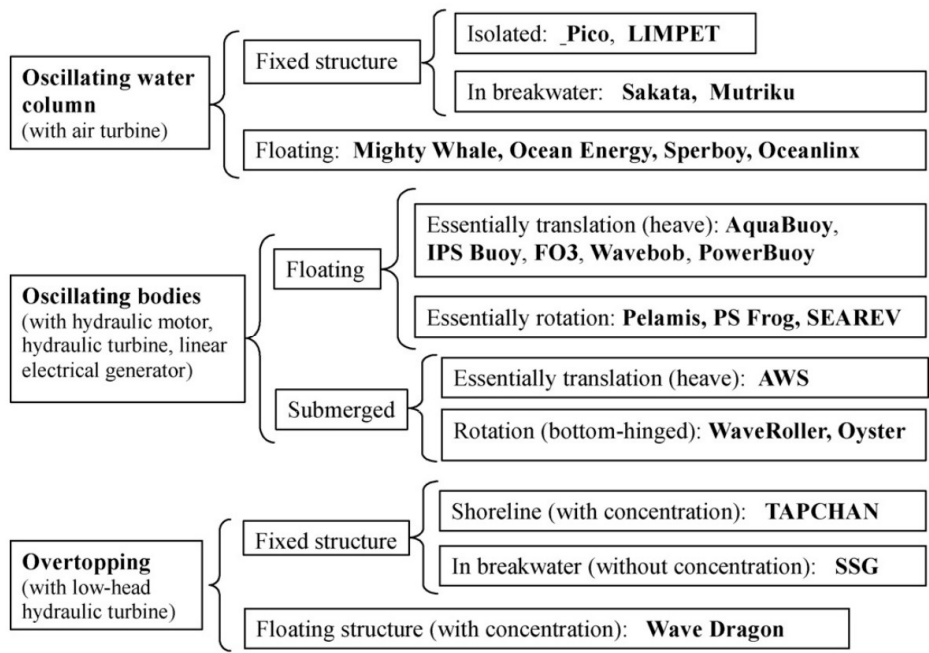 Oscillating water
column
(with air turbine)
Fixed structure
Isolated: _Pico, LIMPET
In breakwater: Sakata, Mutriku
Floating: Mighty Whale, Ocean Energy, Sperboy, Oceanlinx
Oscillating bodies
(with hydraulic motor,
hydraulic turbine, linear
electrical generator)
Floating
Essentially translation (heave): AquaBuoy,
IPS Buoy, FO3, Wavebob, PowerBuoy
Essentially rotation: Pelamis, PS Frog, SEAREV
Submerged
Essentially translation (heave): AWS
Rotation (bottom-hinged): WaveRoller, Oyster
Overtopping
(with low-head
hydraulic turbine)
Fixed structure
Shoreline (with concentration): TAPCHAN
In breakwater (without concentration): SSG
Floating structure (with concentration): Wave Dragon